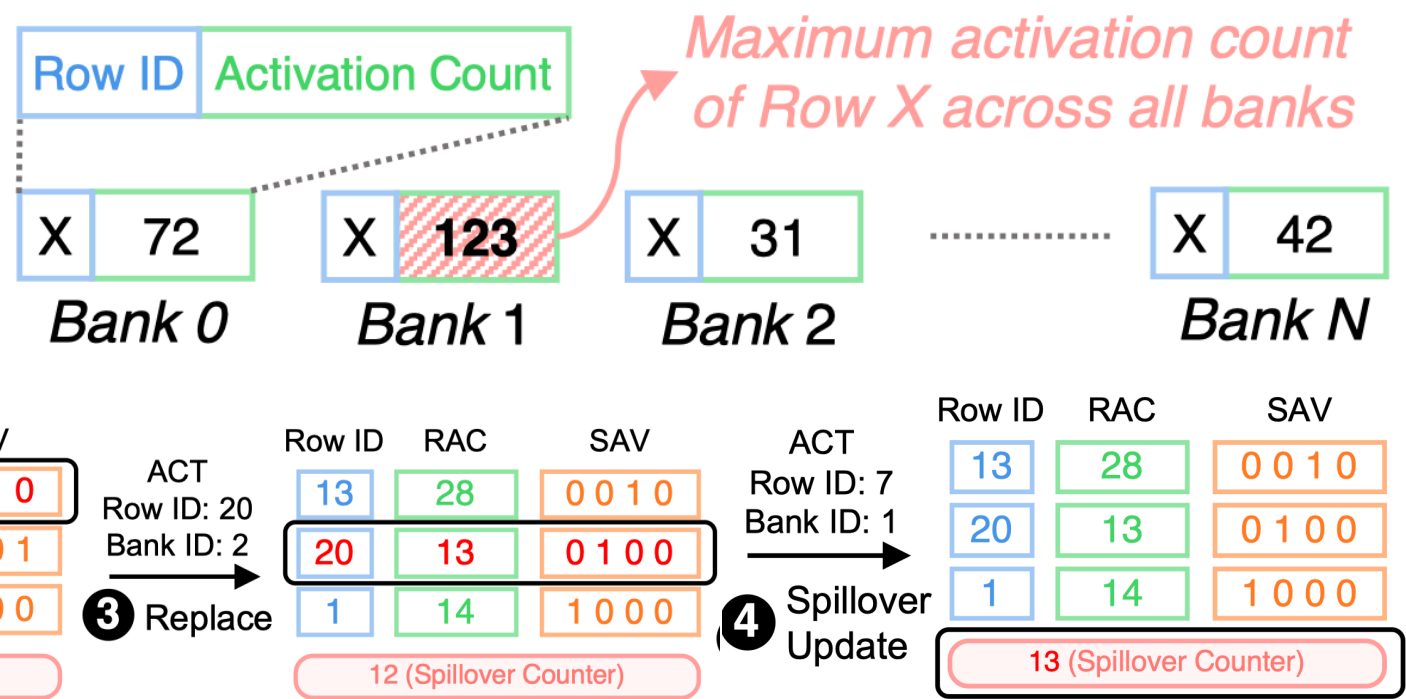 Row ID Activation Count
Maximum activation count
of Row X across all banks
X 72
X 123
X 31
X 42
Bank 0
Bank 1
Bank 2
Bank N
0
1
0 0
ACT
Row ID: 20
Bank ID: 2
3 Replace
Row ID RAC SAV
13 28 0 0 1 0
20 13 0 1 0 0
1 14 1 0 0 0
12 (Spillover Counter)
ACT
Row ID: 7
Bank ID: 1
4 Spillover
Update
Row ID RAC SAV
13 28 0 0 1 0
20 13 0 1 0 0
1 14 1 0 0 0
13 (Spillover Counter)